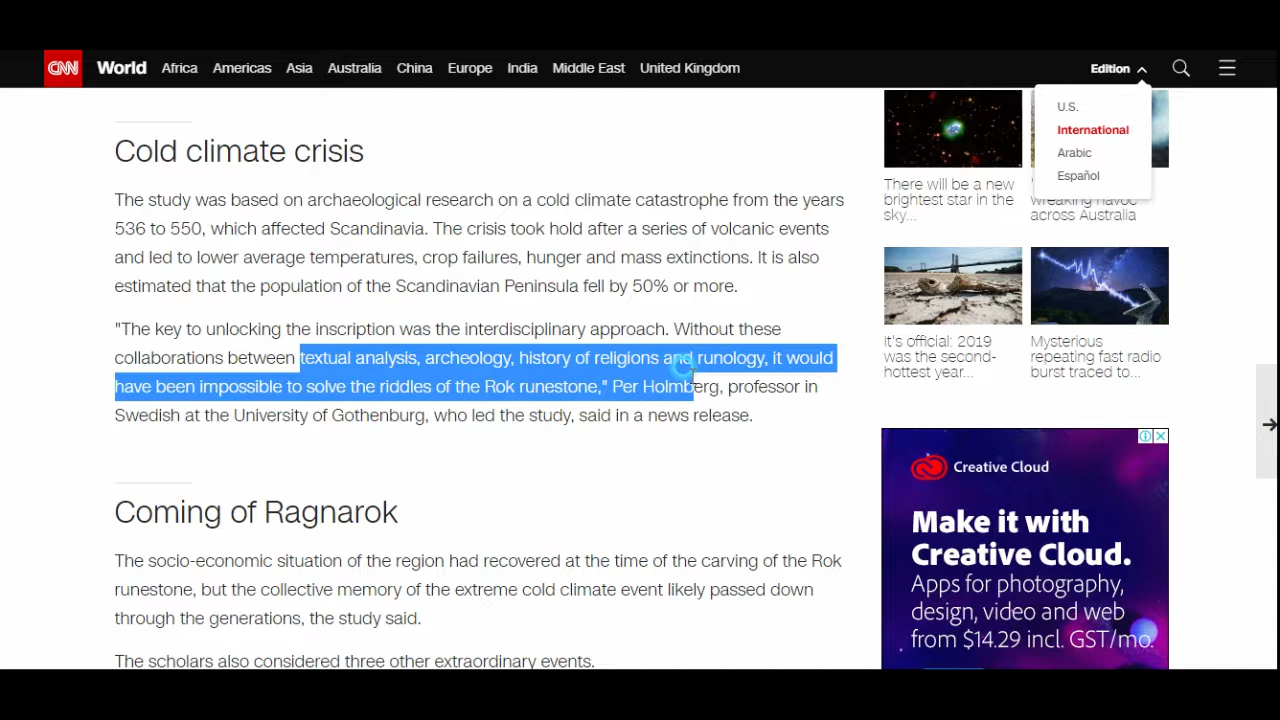 CNN World Africa Americas Asia Australia China Europe India Middle East United Kingdom Edition
U.S.
International
Arabic
Español
Cold climate crisis
The study was based on archaeological research on a cold climate catastrophe from the years
536 to 550, which affected Scandinavia. The crisis took hold after a series of volcanic events
and led to lower average temperatures, crop failures, hunger and mass extinctions. It is also
estimated that the population of the Scandinavian Peninsula fell by 50% or more.
"The key to unlocking the inscription was the interdisciplinary approach. Without these
collaborations between textual analysis, archeology, history of religions and runology, it would
have been impossible to solve the riddles of the Rok runestone," Per Holmberg, professor in
Swedish at the University of Gothenburg, who led the study, said in a news release.
Coming of Ragnarok
The socio-economic situation of the region had recovered at the time of the carving of the Rok
runestone, but the collective memory of the extreme cold climate event likely passed down
through the generations, the study said.
The scholars also considered three other extraordinary events.
There will be a new
brightest star in the
sky...
wreaking havoc
across Australia
It's official: 2019
was the second-
hottest year...
Mysterious
repeating fast radio
burst traced to...
Creative Cloud
Make it with
Creative Cloud.
Apps for photography,
design, video and web
from $14.29 incl. GST/mo.